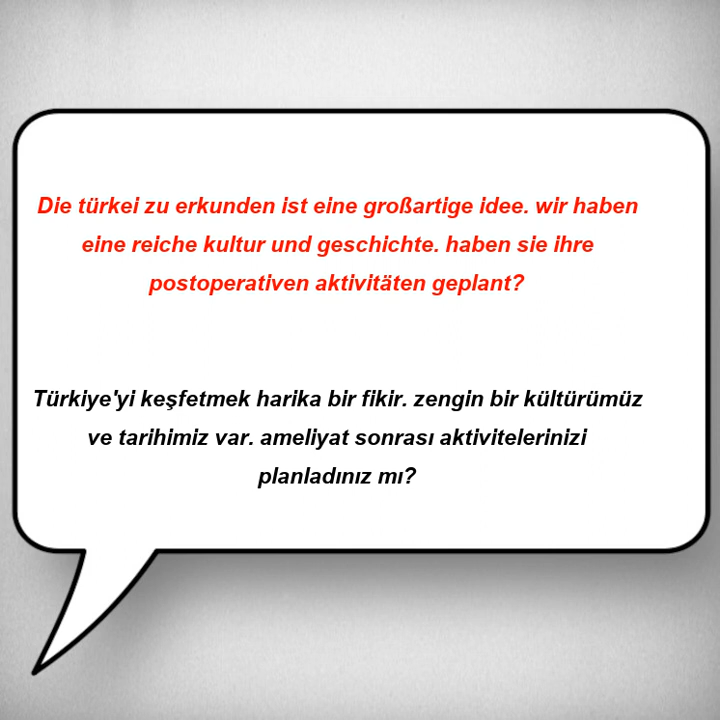 Die türkei zu erkunden ist eine großartige idee. wir haben
eine reiche kultur und geschichte. haben sie ihre
postoperativen aktivitäten geplant?
Türkiye'yi keşfetmek harika bir fikir. zengin bir kültürümüz
ve tarihimiz var. ameliyat sonrası aktivitelerinizi
planladınız mı?